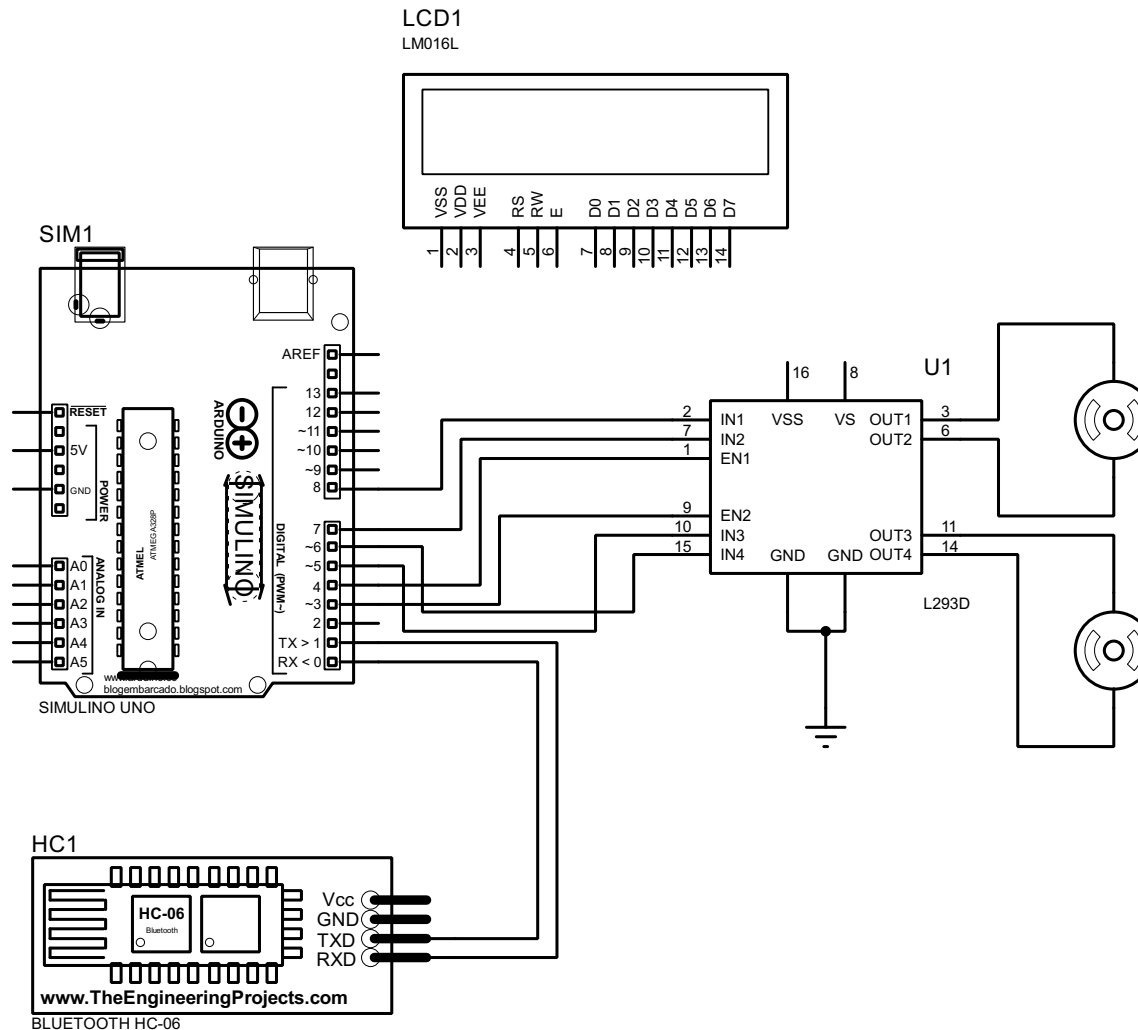 LCD1
LM016L
VSS
VDD
VEE
RS
RW
E
D0
D1
D2
D3
D4
D5
D6
D7
1
2
3
4
5
6
7
8
9
10
11
12
13
14
SIM1
AREF
13
12
~11
~10
~9
8
7
~6
~5
4
~3
2
TX > 1
RX < 0
RESET
5V
GND
POWER
A0
A1
A2
A3
A4
A5
ANALOG IN
ATMEL
ATMEGA328P
ARDUINO
SIMULINO
DIGITAL (PWM~)
blogembarcado.blogspot.com
SIMULINO UNO
U1
16
8
2
7
1
9
10
15
IN1
IN2
EN1
EN2
IN3
IN4
VSS
VS
GND
GND
OUT1
OUT2
OUT3
OUT4
3
6
11
14
L293D
HC1
HC-06
Bluetooth
Vcc
GND
TXD
RXD
www.TheEngineeringProjects.com
BLUETOOTH HC-06